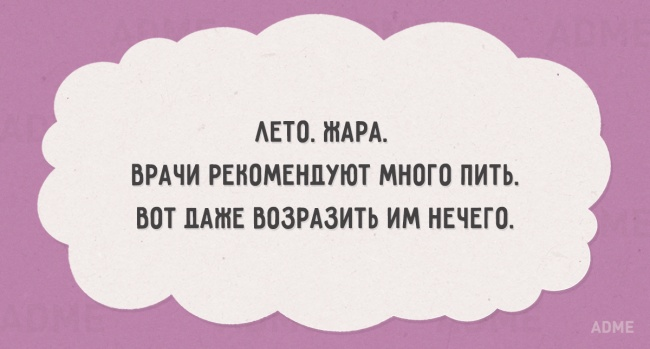 ЛЕТО. ЖАРА.
ВРАЧИ РЕКОМЕНДУЮТ МНОГО ПИТЬ.
ВОТ ДАЖЕ ВОЗРАЗИТЬ ИМ НЕЧЕГО.
ADME